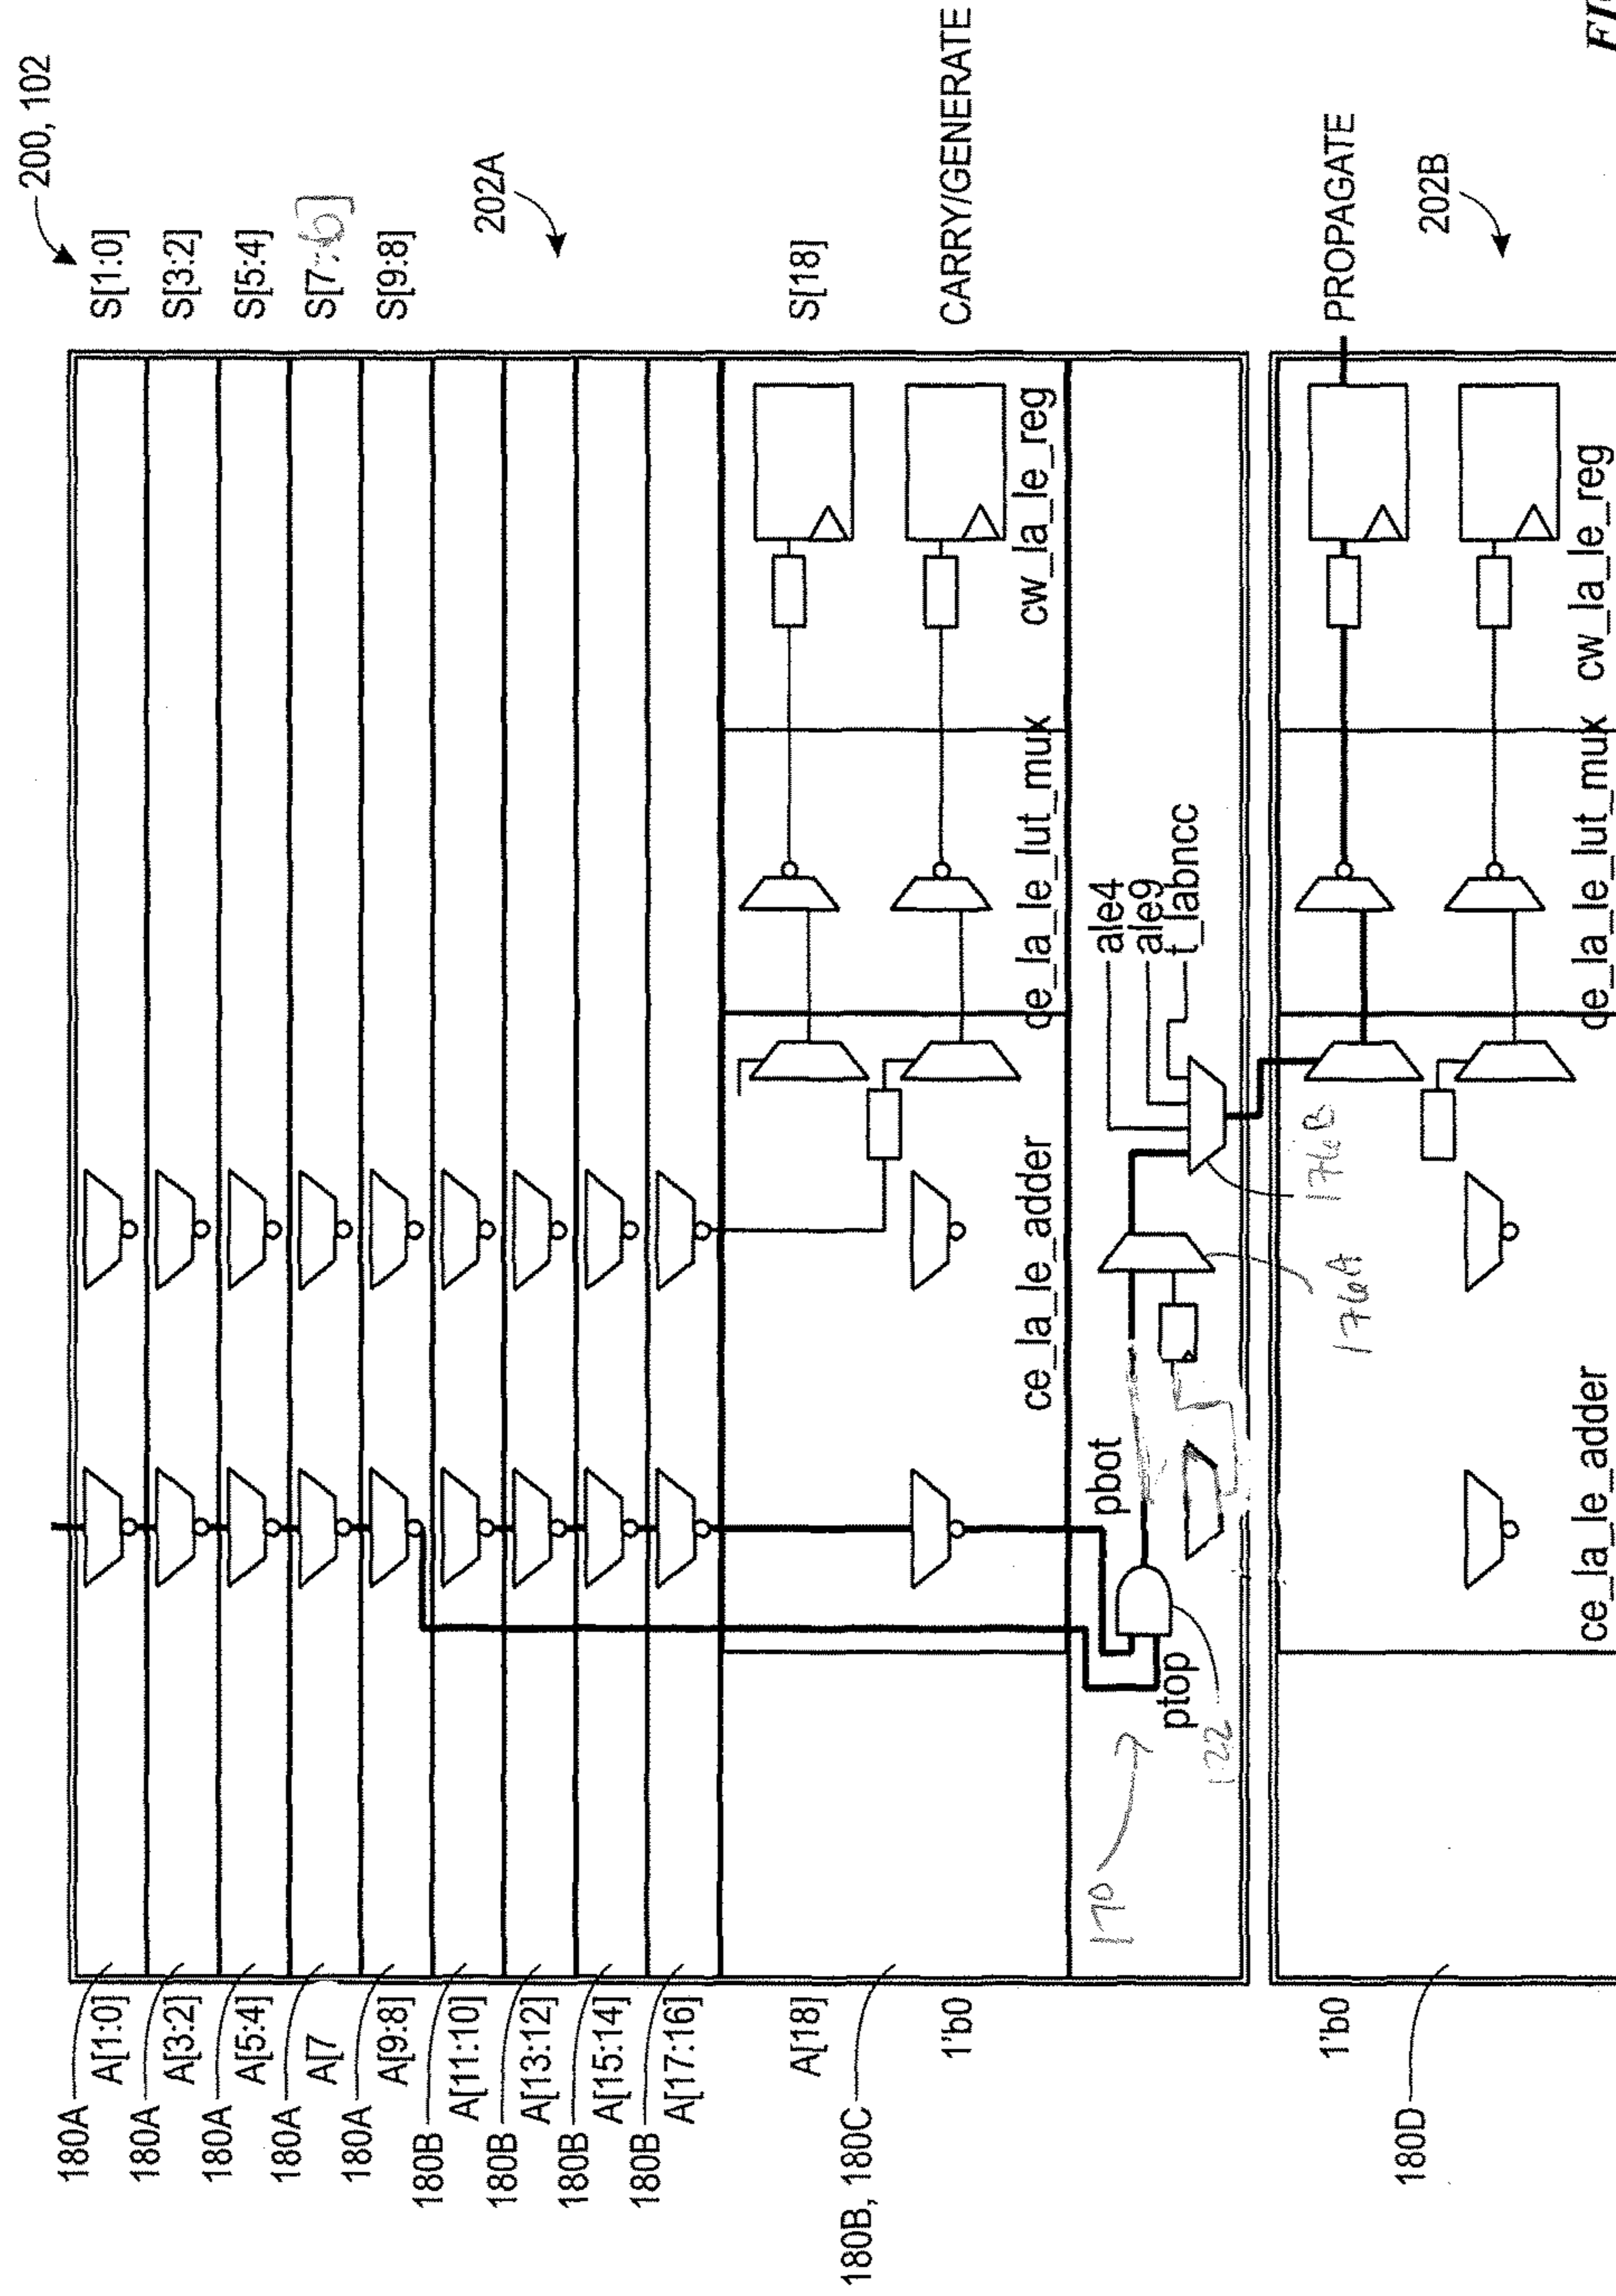 200, 102
S[1:0]
S[3:2]
S[5:4]
S[7:6]
S[9:8]
202A
S[18]
CARRY/GENERATE
PROPAGATE
202B
180A
A[1:0]
180A
A[3:2]
180A
A[5:4]
180A
A[7
180A
A[9:8]
180B
A[11:10]
180B
A[13:12]
180B
A[15:14]
180B
A[17:16]
A[18]
180B, 180C
1'b0
ce_la_le_adder
ce_la_le_lut_mux
cw_la_le_reg
170
ptop
pbot
122
176A
176B
ale4
ale9
t_labncc
1'b0
180D
ce_la_le_adder
ce_la_le_lut_mux
cw_la_le_reg